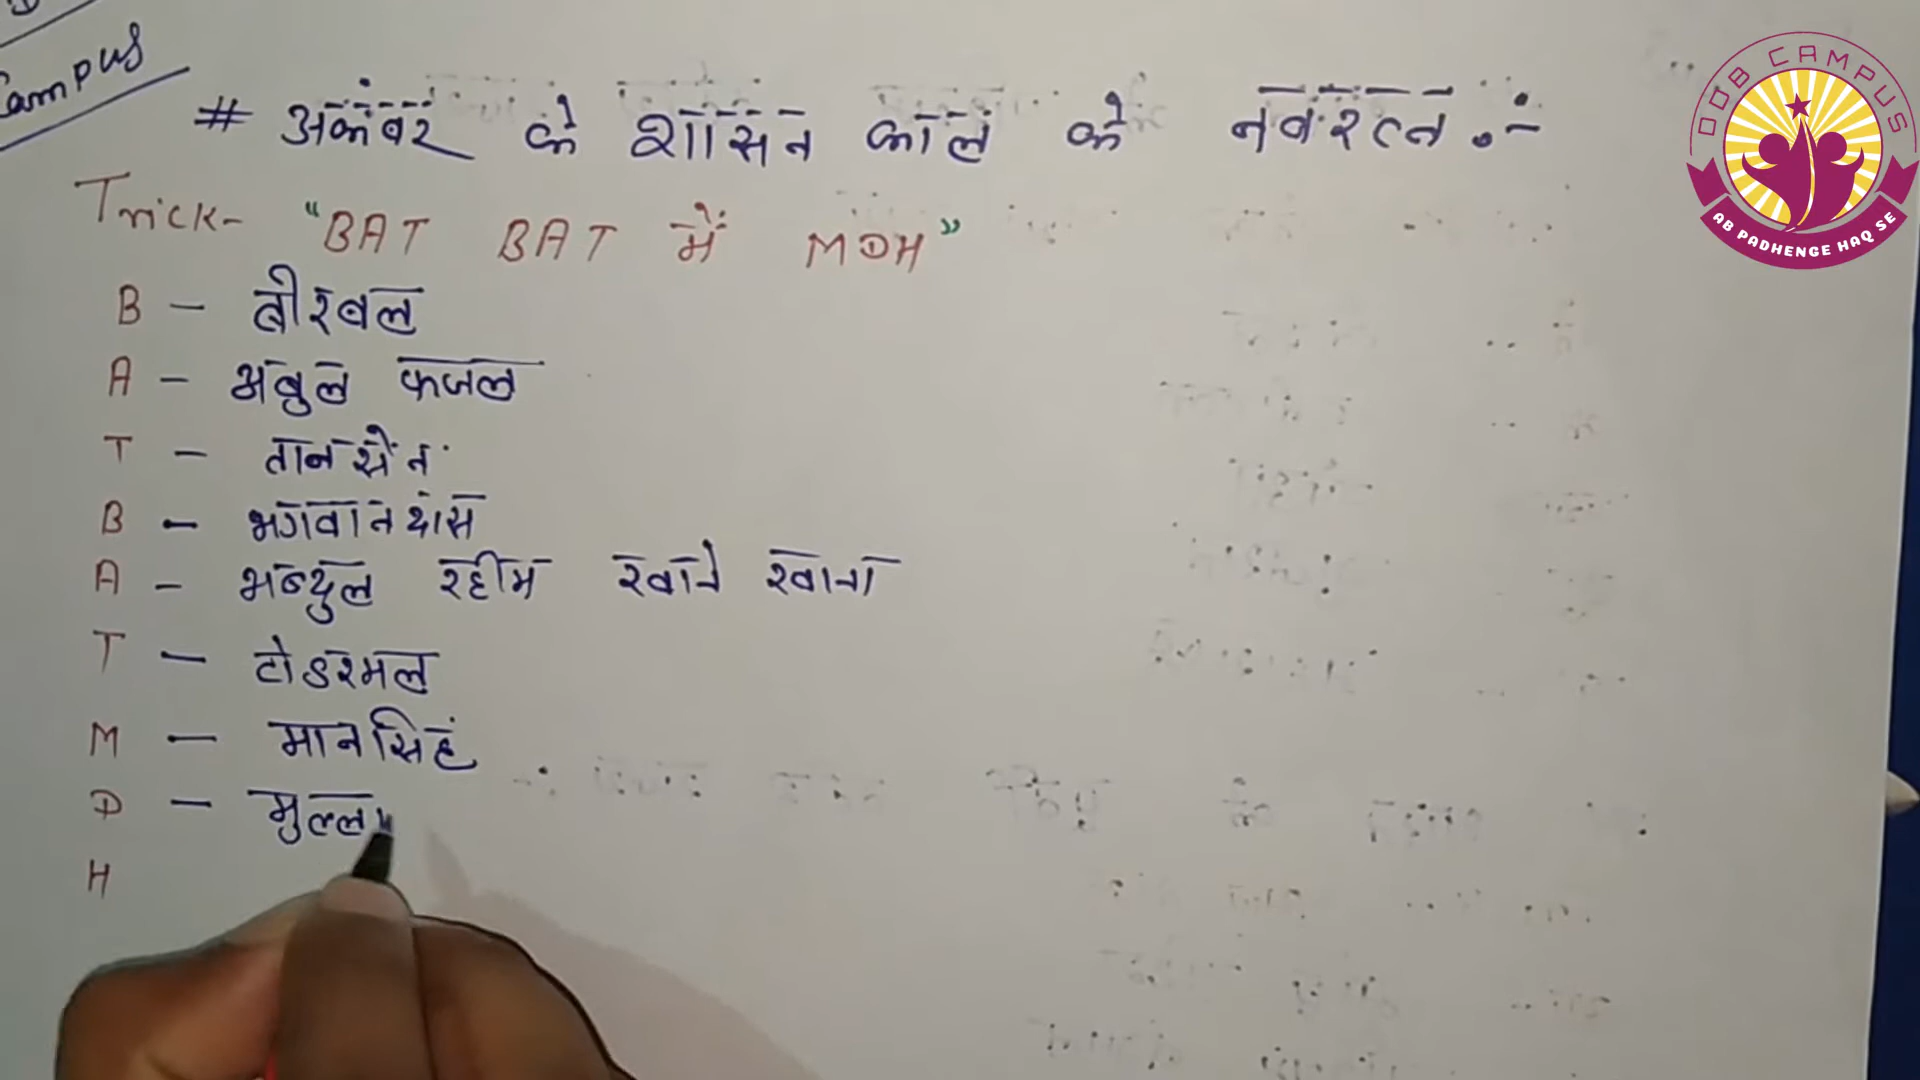 Campus
# अकबर के शासन काल के नवरत्न :-
Trick- "BAT BAT में MDH"
B - बीरबल
A - अबुल फजल
T - तानसेन
B - भगवानदास
A - अब्दुल रहीम खाने खाना
T - टोडरमल
M - मानसिहं
D - मुल्ला
H
DOB CAMPUS
AB PADHENGE HAQ SE